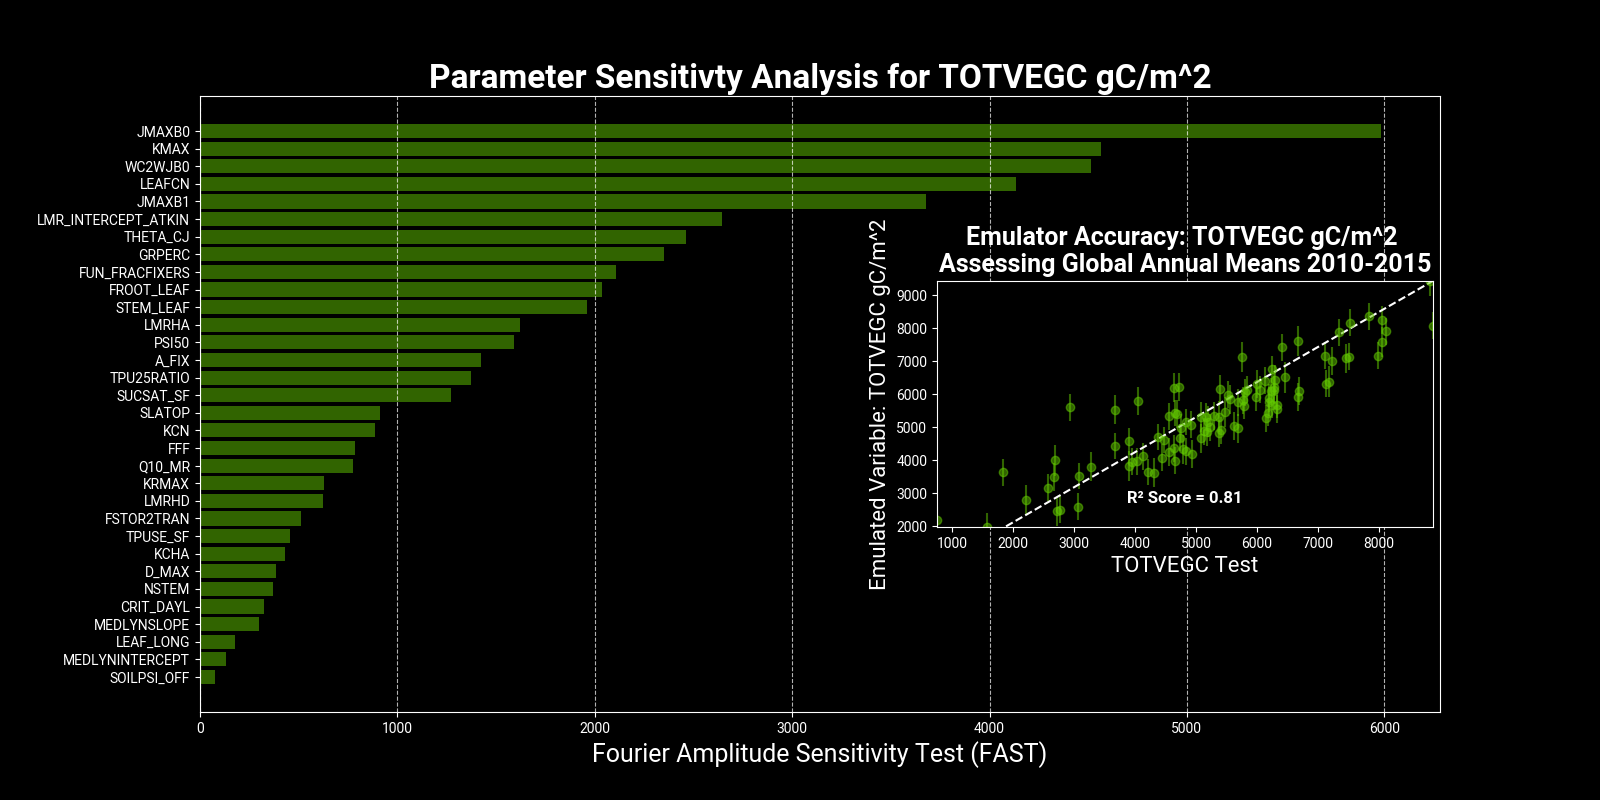 Parameter Sensitivty Analysis for TOTVEGC gC/m^2
JMAXB0
KMAX
WC2WJB0
LEAFCN
JMAXB1
LMR_INTERCEPT_ATKIN
THETA_CJ
GRPERC
FUN_FRACFIXERS
FROOT_LEAF
STEM_LEAF
LMRHA
PSI50
A_FIX
TPU25RATIO
SUCSAT_SF
SLATOP
KCN
FFF
Q10_MR
KRMAX
LMRHD
FSTOR2TRAN
TPUSE_SF
KCHA
D_MAX
NSTEM
CRIT_DAYL
MEDLYNSLOPE
LEAF_LONG
MEDLYNINTERCEPT
SOILPSI_OFF
0 1000 2000 3000 4000 5000 6000
Fourier Amplitude Sensitivity Test (FAST)
Emulator Accuracy: TOTVEGC gC/m^2
Assessing Global Annual Means 2010-2015
Emulated Variable: TOTVEGC gC/m^2
9000
8000
7000
6000
5000
4000
3000
2000
R² Score = 0.81
1000 2000 3000 4000 5000 6000 7000 8000
TOTVEGC Test